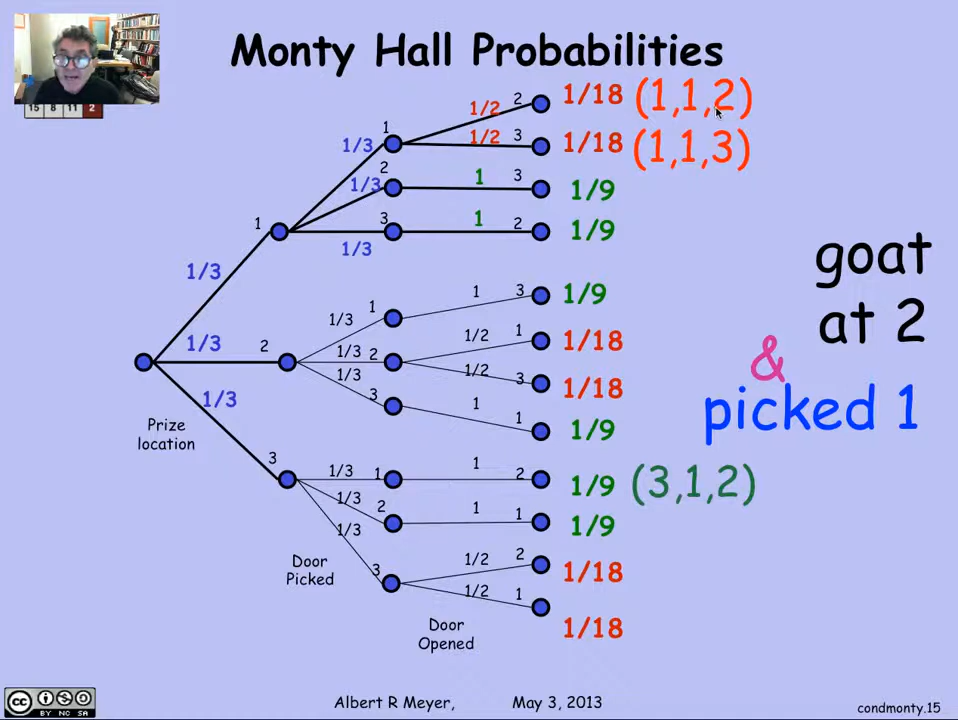 Monty Hall Probabilities
15 8 11 2
1/2 2 1/18 (1,1,2)
1 1/2 3 1/18 (1,1,3)
1/3 2
1/3 1 3 1/9
1 3 1 2 1/9
1/3
1/3
goat
at 2
&
picked 1
1/3 1 1 3 1/9
1/3 2 1/3 2 1/2 1 1/18
1/3 1/2 3 1/18
3 1 1 1/9
1/3
Prize
location
3 1/3 1 1 2 1/9 (3,1,2)
1/3 2 1 1 1/9
1/3
Door
Picked
3 1/2 2 1/18
1/2 1 1/18
Door
Opened
CC BY NC SA
Albert R Meyer, May 3, 2013
condmonty.15